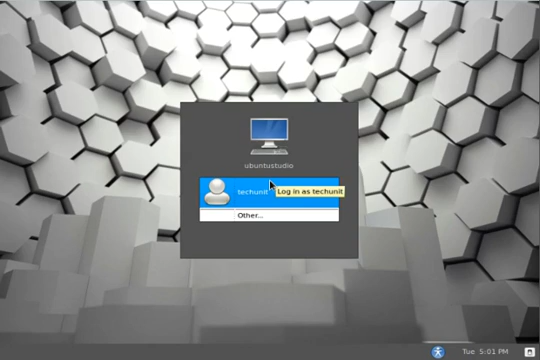 ubuntustudio
techunit
Log in as techunit
Other...
Tue 5:01 PM